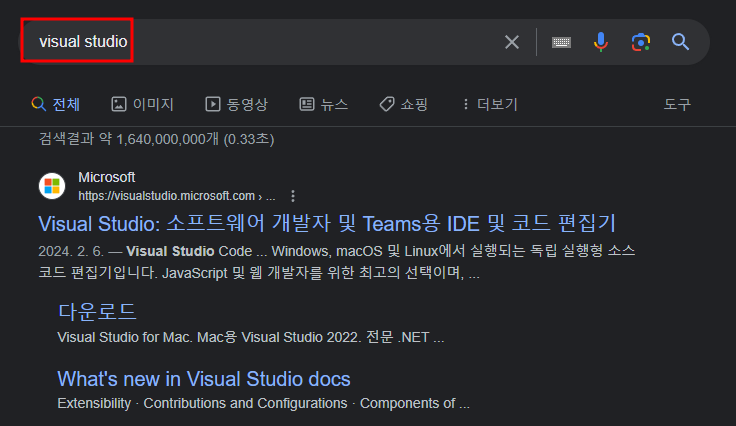 visual studio
전체 이미지 동영상 뉴스 쇼핑 더보기 도구
검색결과 약 1,640,000,000개 (0.33초)
Microsoft
https://visualstudio.microsoft.com › ...
Visual Studio: 소프트웨어 개발자 및 Teams용 IDE 및 코드 편집기
2024. 2. 6. — Visual Studio Code ... Windows, macOS 및 Linux에서 실행되는 독립 실행형 소스
코드 편집기입니다. JavaScript 및 웹 개발자를 위한 최고의 선택이며, ...
다운로드
Visual Studio for Mac. Mac용 Visual Studio 2022. 전문 .NET ...
What's new in Visual Studio docs
Extensibility · Contributions and Configurations · Components of ...